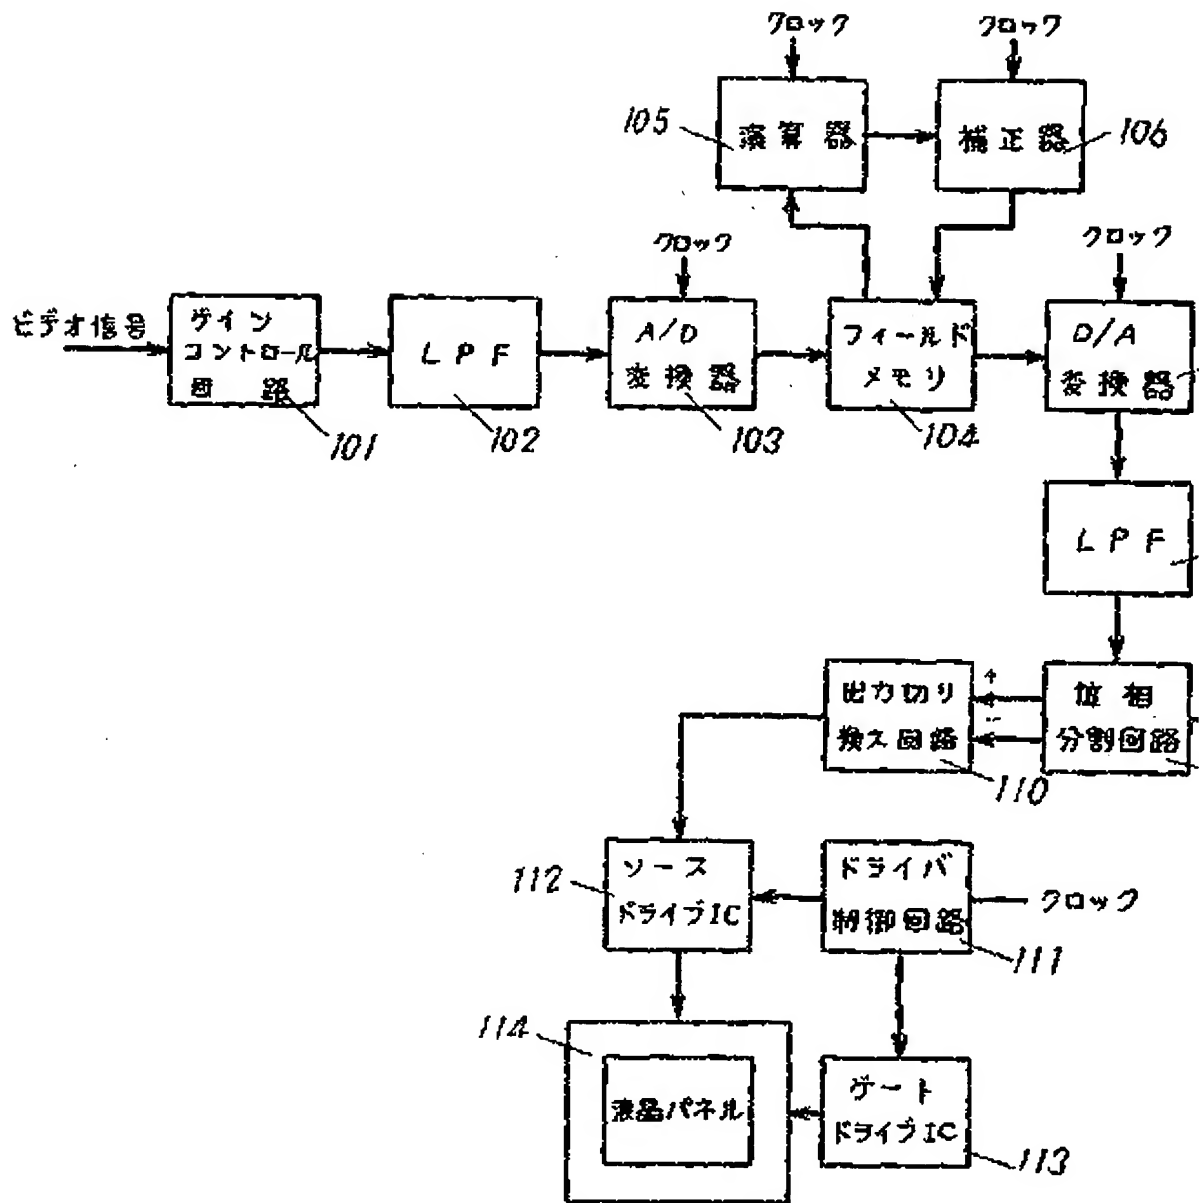 クロック
クロック
105
演算器
補正器
106
クロック
クロック
ビデオ信号
ゲイン
コントロール
回路
101
LPF
102
A/D
変換器
103
フィールド
メモリ
104
D/A
変換器
LPF
出力切り
換え回路
110
+
-
位相
分割回路
112
ソース
ドライブIC
ドライバ
制御回路
クロック
111
114
液晶パネル
ゲート
ドライブIC
113